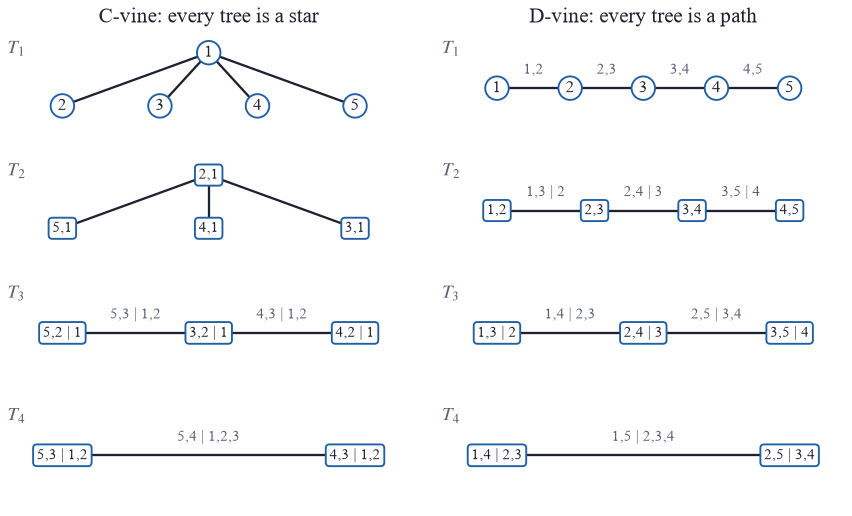 C-vine: every tree is a star
T1
1
2 3 4 5
T2
2,1
5,1 4,1 3,1
T3
5,3 | 1,2 4,3 | 1,2
5,2 | 1 3,2 | 1 4,2 | 1
T4
5,4 | 1,2,3
5,3 | 1,2 4,3 | 1,2
D-vine: every tree is a path
T1
1,2 2,3 3,4 4,5
1 2 3 4 5
T2
1,3 | 2 2,4 | 3 3,5 | 4
1,2 2,3 3,4 4,5
T3
1,4 | 2,3 2,5 | 3,4
1,3 | 2 2,4 | 3 3,5 | 4
T4
1,5 | 2,3,4
1,4 | 2,3 2,5 | 3,4